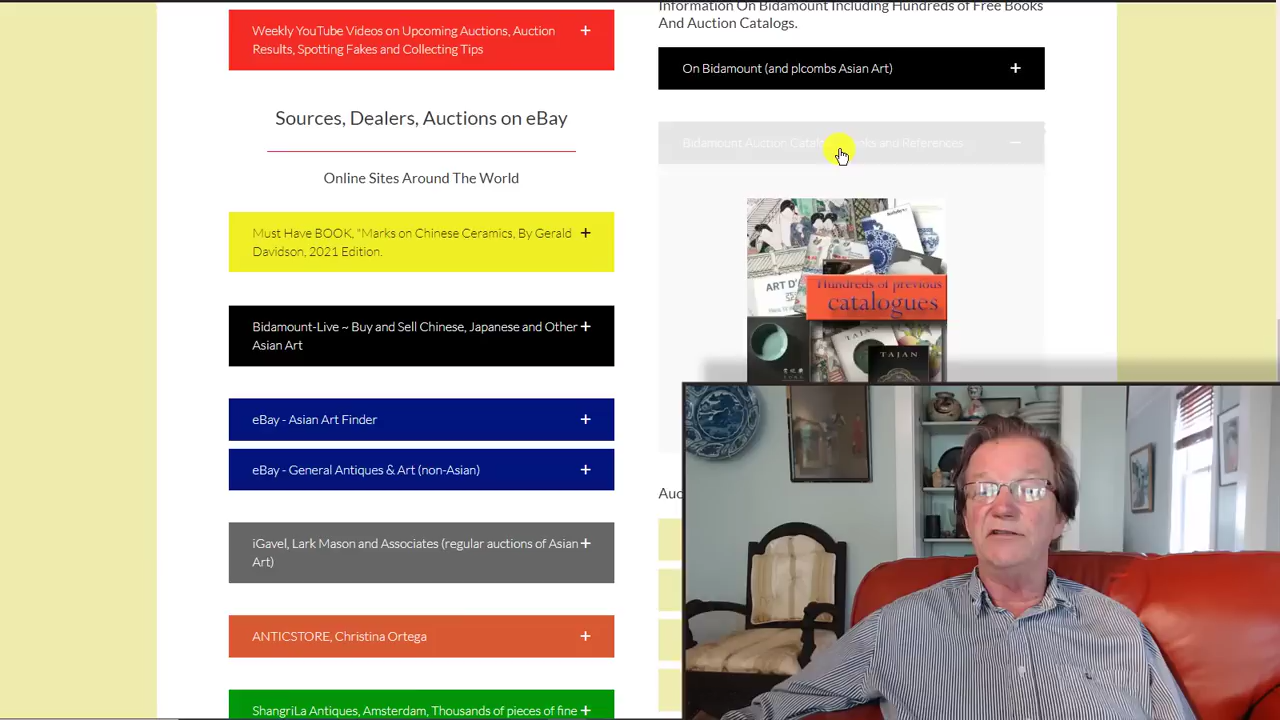 Information On Bidamount Including Hundreds of Free Books
And Auction Catalogs.
Weekly YouTube Videos on Upcoming Auctions, Auction +
Results, Spotting Fakes and Collecting Tips
On Bidamount (and plcombs Asian Art) +
Sources, Dealers, Auctions on eBay
Online Sites Around The World
Bidamount Auction and References −
Must Have BOOK, "Marks on Chinese Ceramics, By Gerald +
Davidson, 2021 Edition.
Bidamount-Live ~ Buy and Sell Chinese, Japanese and Other +
Asian Art
eBay - Asian Art Finder +
eBay - General Antiques & Art (non-Asian) +
iGavel, Lark Mason and Associates (regular auctions of Asian +
Art)
ANTICSTORE, Christina Ortega +
ShangriLa Antiques, Amsterdam, Thousands of pieces of fine +
ART D'
Hundreds of previous
catalogues
TAJAN
TAJAN